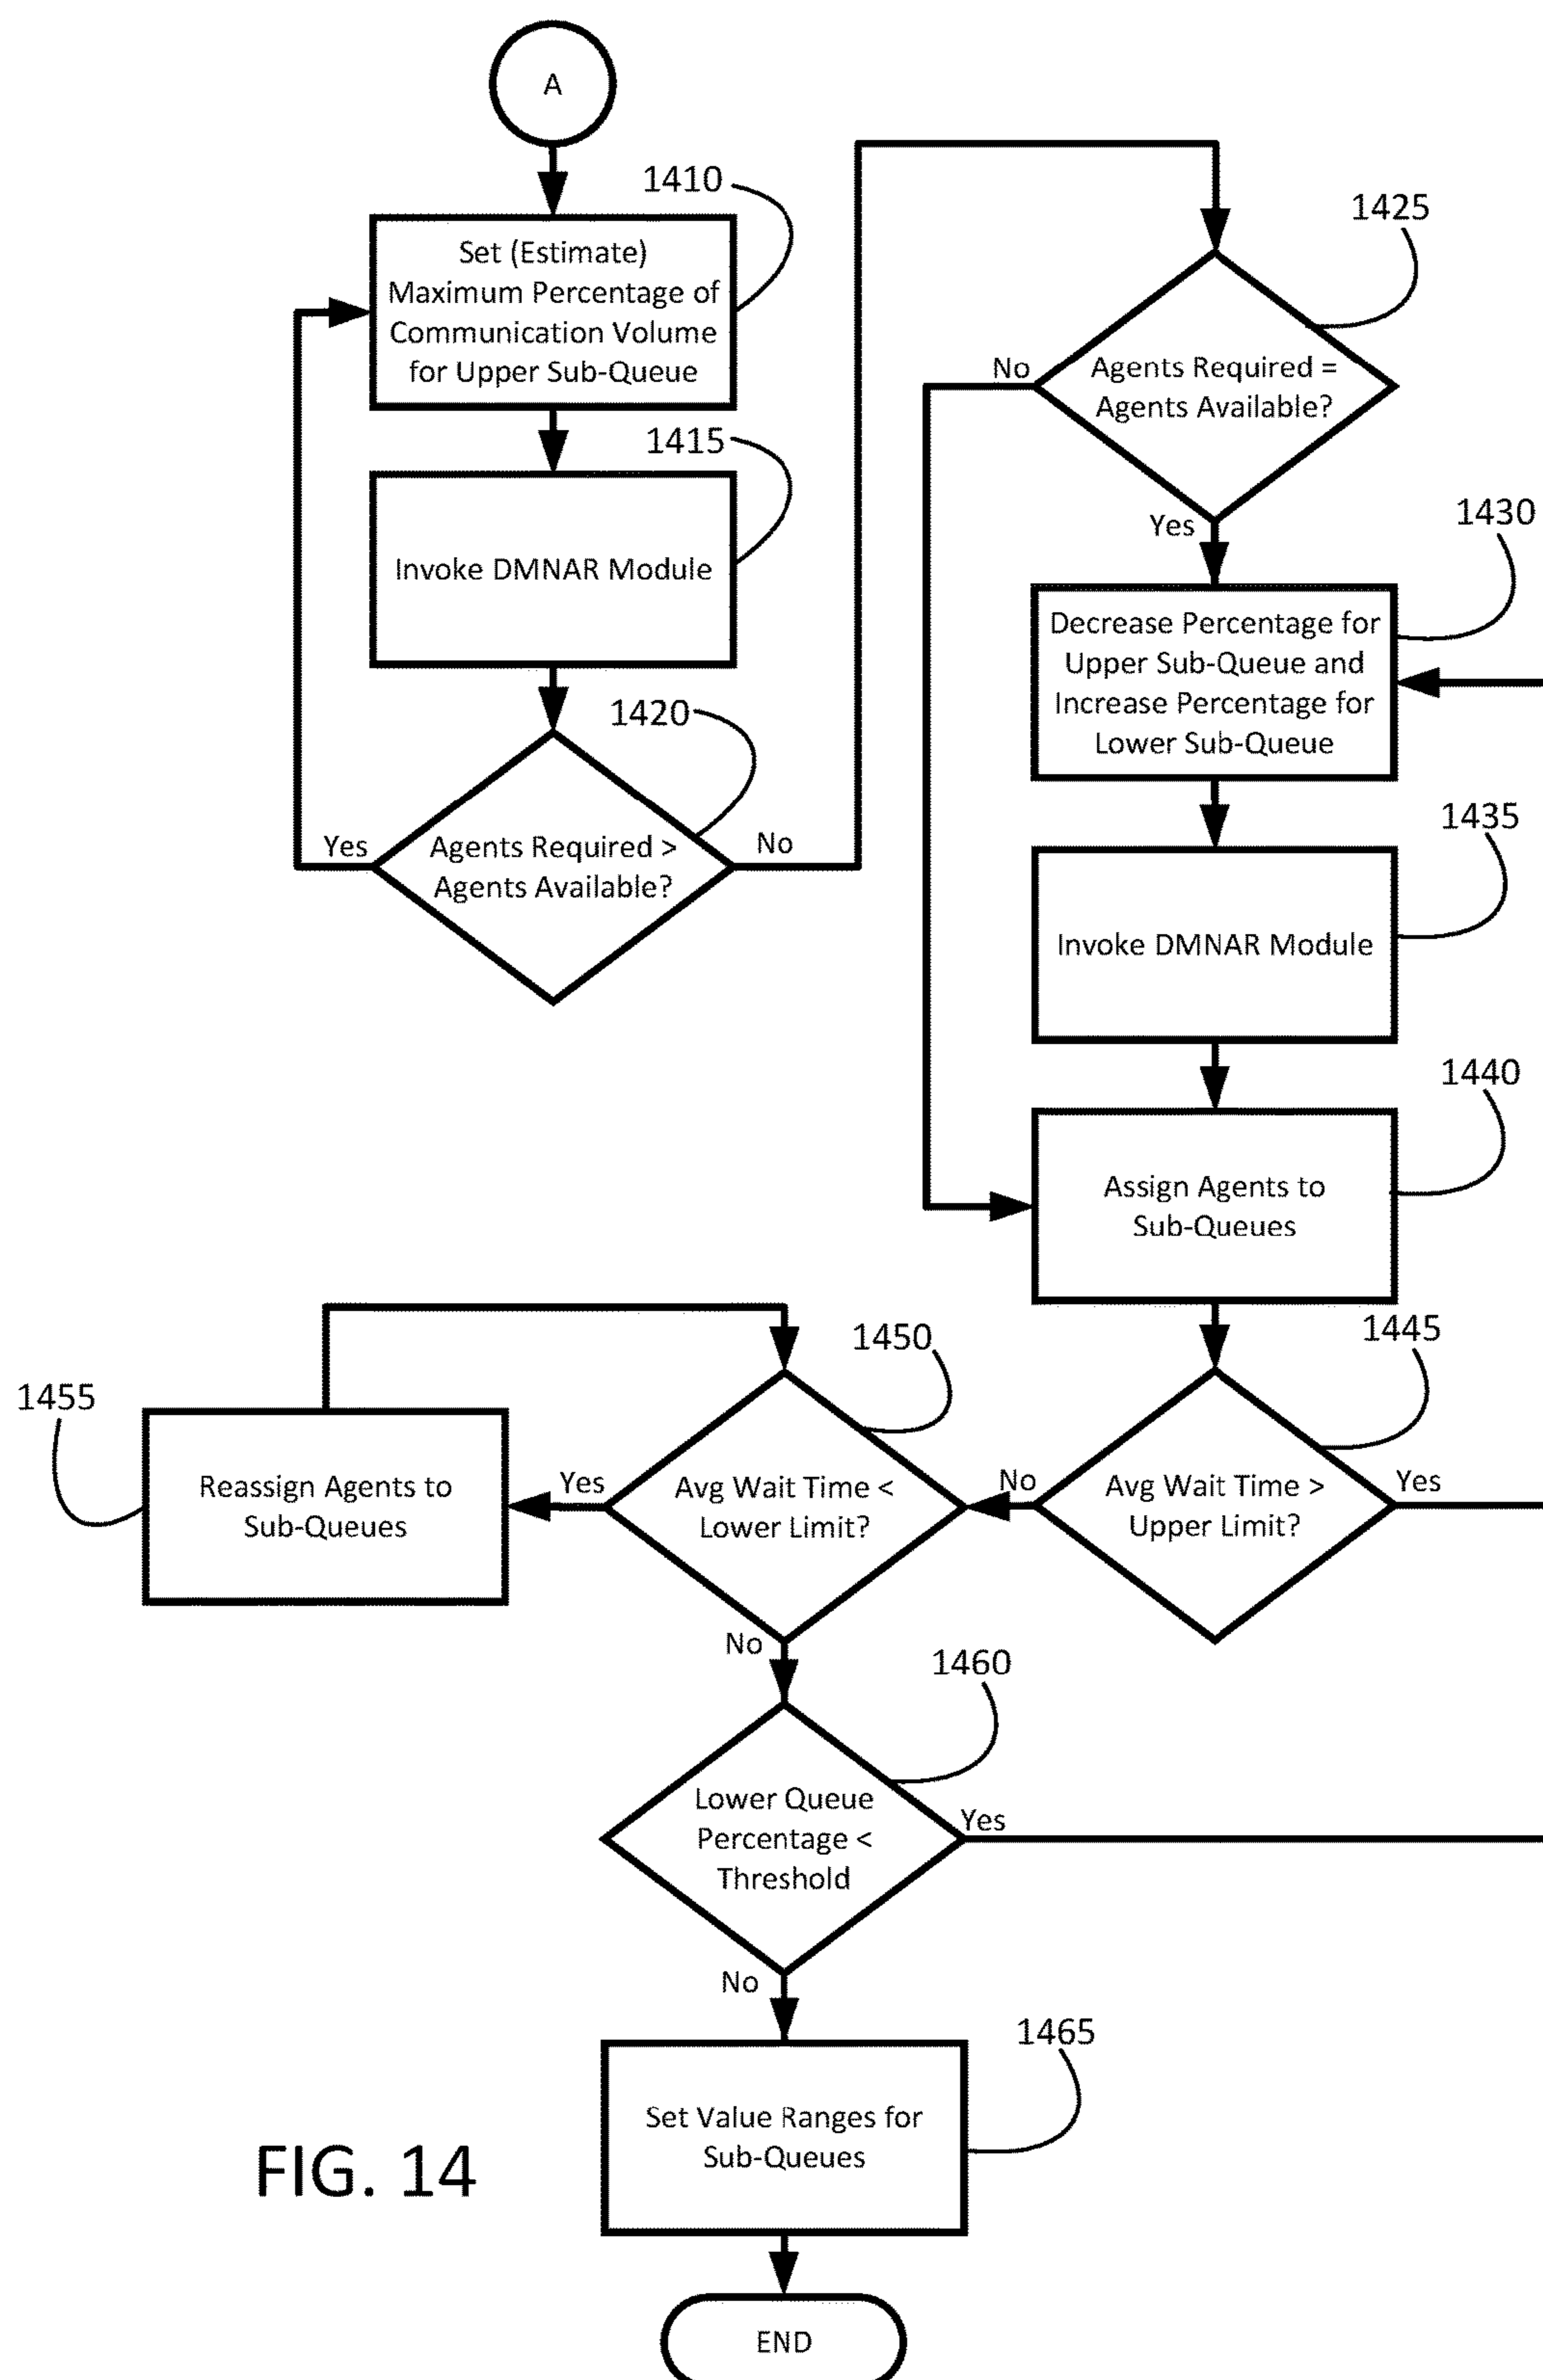 A
1410
Set (Estimate)
Maximum Percentage of
Communication Volume
for Upper Sub-Queue
1415
Invoke DMNAR Module
1420
Agents Required >
Agents Available?
Yes
No
1425
Agents Required =
Agents Available?
No
Yes
1430
Decrease Percentage for
Upper Sub-Queue and
Increase Percentage for
Lower Sub-Queue
1435
Invoke DMNAR Module
1440
Assign Agents to
Sub-Queues
1445
Avg Wait Time >
Upper Limit?
Yes
No
1450
Avg Wait Time <
Lower Limit?
Yes
No
1455
Reassign Agents to
Sub-Queues
1460
Lower Queue
Percentage <
Threshold
Yes
No
1465
Set Value Ranges for
Sub-Queues
END
FIG. 14